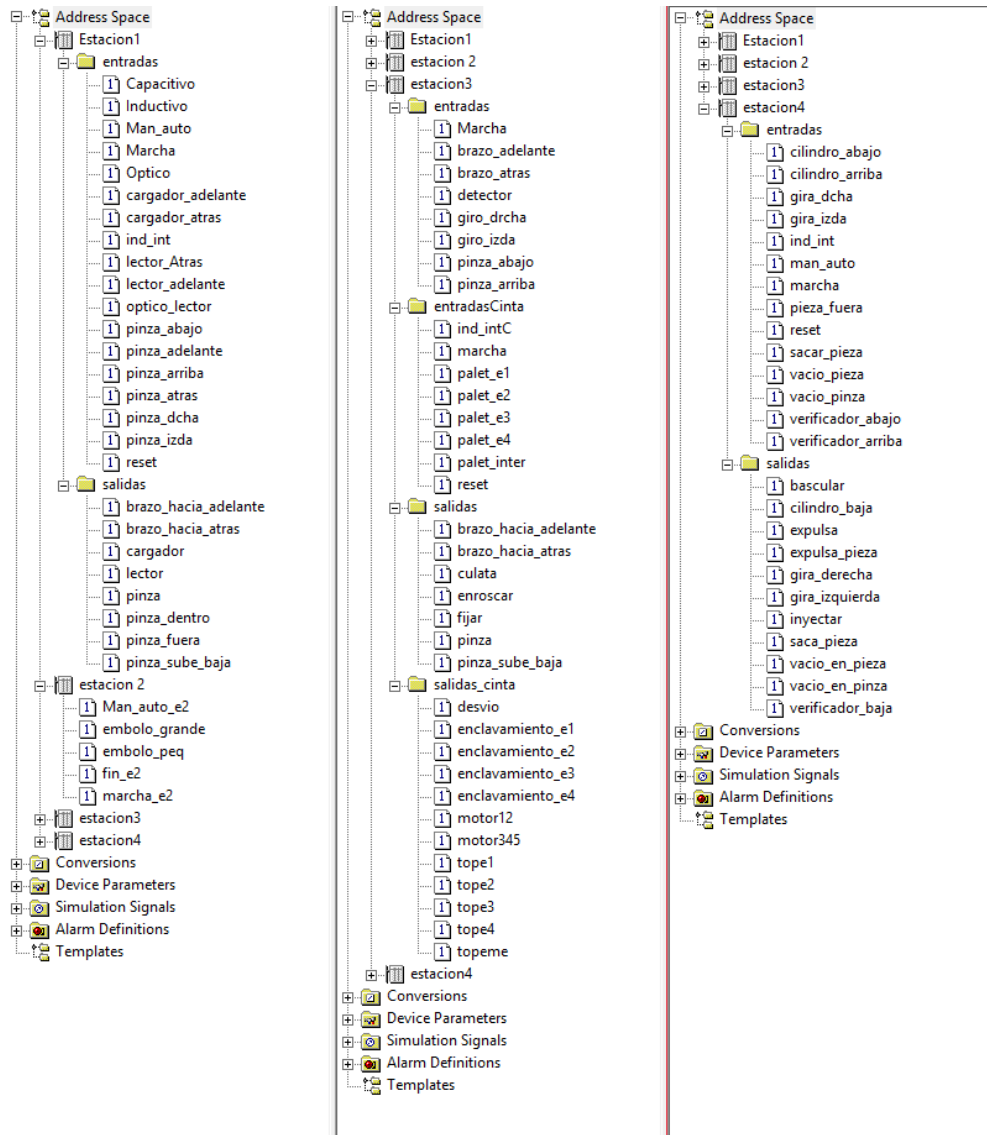 Address Space
Estacion1
entradas
Capacitivo
Inductivo
Man_auto
Marcha
Optico
cargador_adelante
cargador_atras
ind_int
lector_Atras
lector_adelante
optico_lector
pinza_abajo
pinza_adelante
pinza_arriba
pinza_atras
pinza_dcha
pinza_izda
reset
salidas
brazo_hacia_adelante
brazo_hacia_atras
cargador
lector
pinza
pinza_dentro
pinza_fuera
pinza_sube_baja
estacion 2
Man_auto_e2
embolo_grande
embolo_peq
fin_e2
marcha_e2
estacion3
estacion4
Conversions
Device Parameters
Simulation Signals
Alarm Definitions
Templates
Address Space
Estacion1
estacion 2
estacion3
entradas
Marcha
brazo_adelante
brazo_atras
detector
giro_drcha
giro_izda
pinza_abajo
pinza_arriba
entradasCinta
ind_intC
marcha
palet_e1
palet_e2
palet_e3
palet_e4
palet_inter
reset
salidas
brazo_hacia_adelante
brazo_hacia_atras
culata
enroscar
fijar
pinza
pinza_sube_baja
salidas_cinta
desvio
enclavamiento_e1
enclavamiento_e2
enclavamiento_e3
enclavamiento_e4
motor12
motor345
tope1
tope2
tope3
tope4
topeme
estacion4
Conversions
Device Parameters
Simulation Signals
Alarm Definitions
Templates
Address Space
Estacion1
estacion 2
estacion3
estacion4
entradas
cilindro_abajo
cilindro_arriba
gira_dcha
gira_izda
ind_int
man_auto
marcha
pieza_fuera
reset
sacar_pieza
vacio_pieza
vacio_pinza
verificador_abajo
verificador_arriba
salidas
bascular
cilindro_baja
expulsa
expulsa_pieza
gira_derecha
gira_izquierda
inyectar
saca_pieza
vacio_en_pieza
vacio_en_pinza
verificador_baja
Conversions
Device Parameters
Simulation Signals
Alarm Definitions
Templates